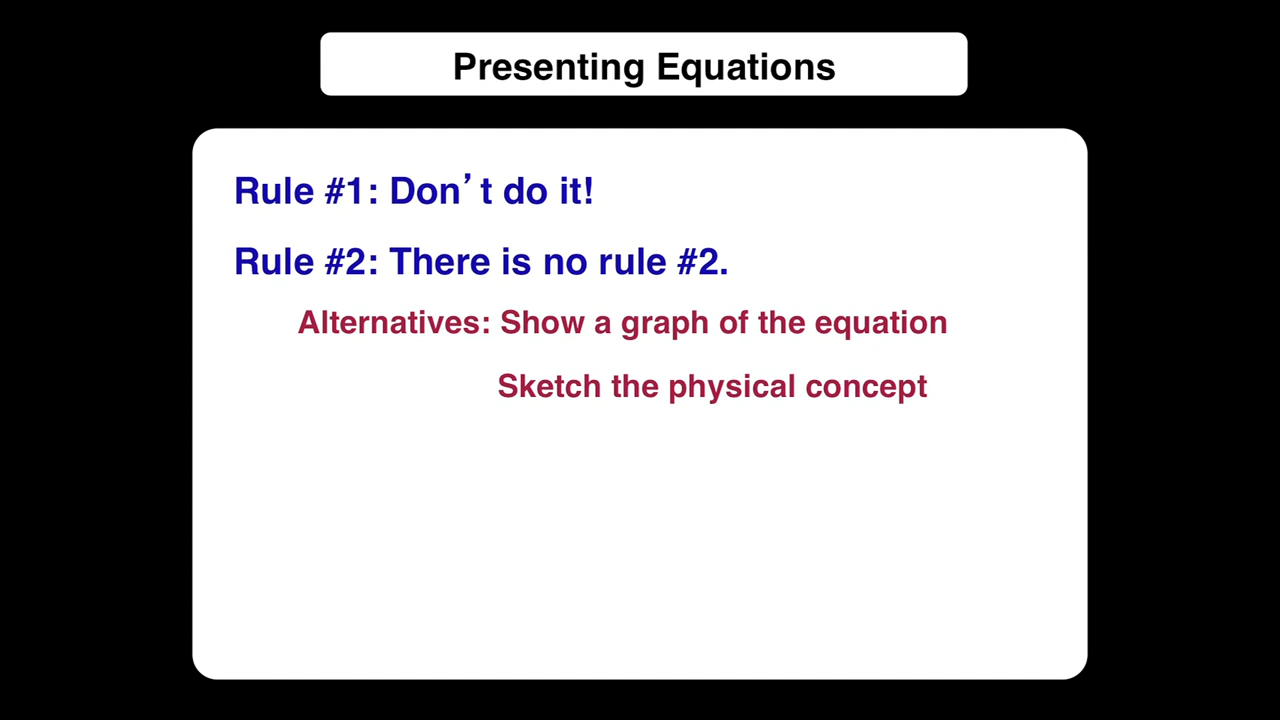 Presenting Equations
Rule #1: Don’t do it!
Rule #2: There is no rule #2.
Alternatives: Show a graph of the equation
Sketch the physical concept